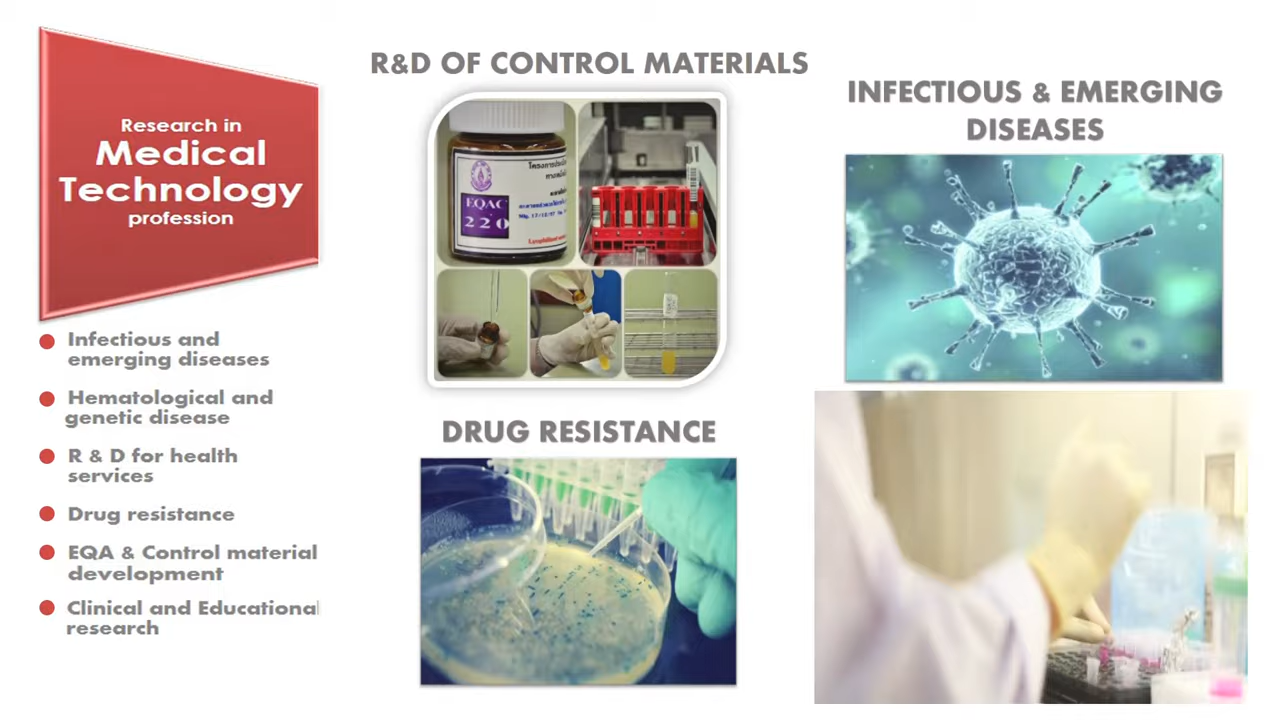 Research in
Medical
Technology
profession
Infectious and
emerging diseases
Hematological and
genetic disease
R & D for health
services
Drug resistance
EQA & Control material
development
Clinical and Educational
research
R&D OF CONTROL MATERIALS
EQAC
220
DRUG RESISTANCE
INFECTIOUS & EMERGING
DISEASES